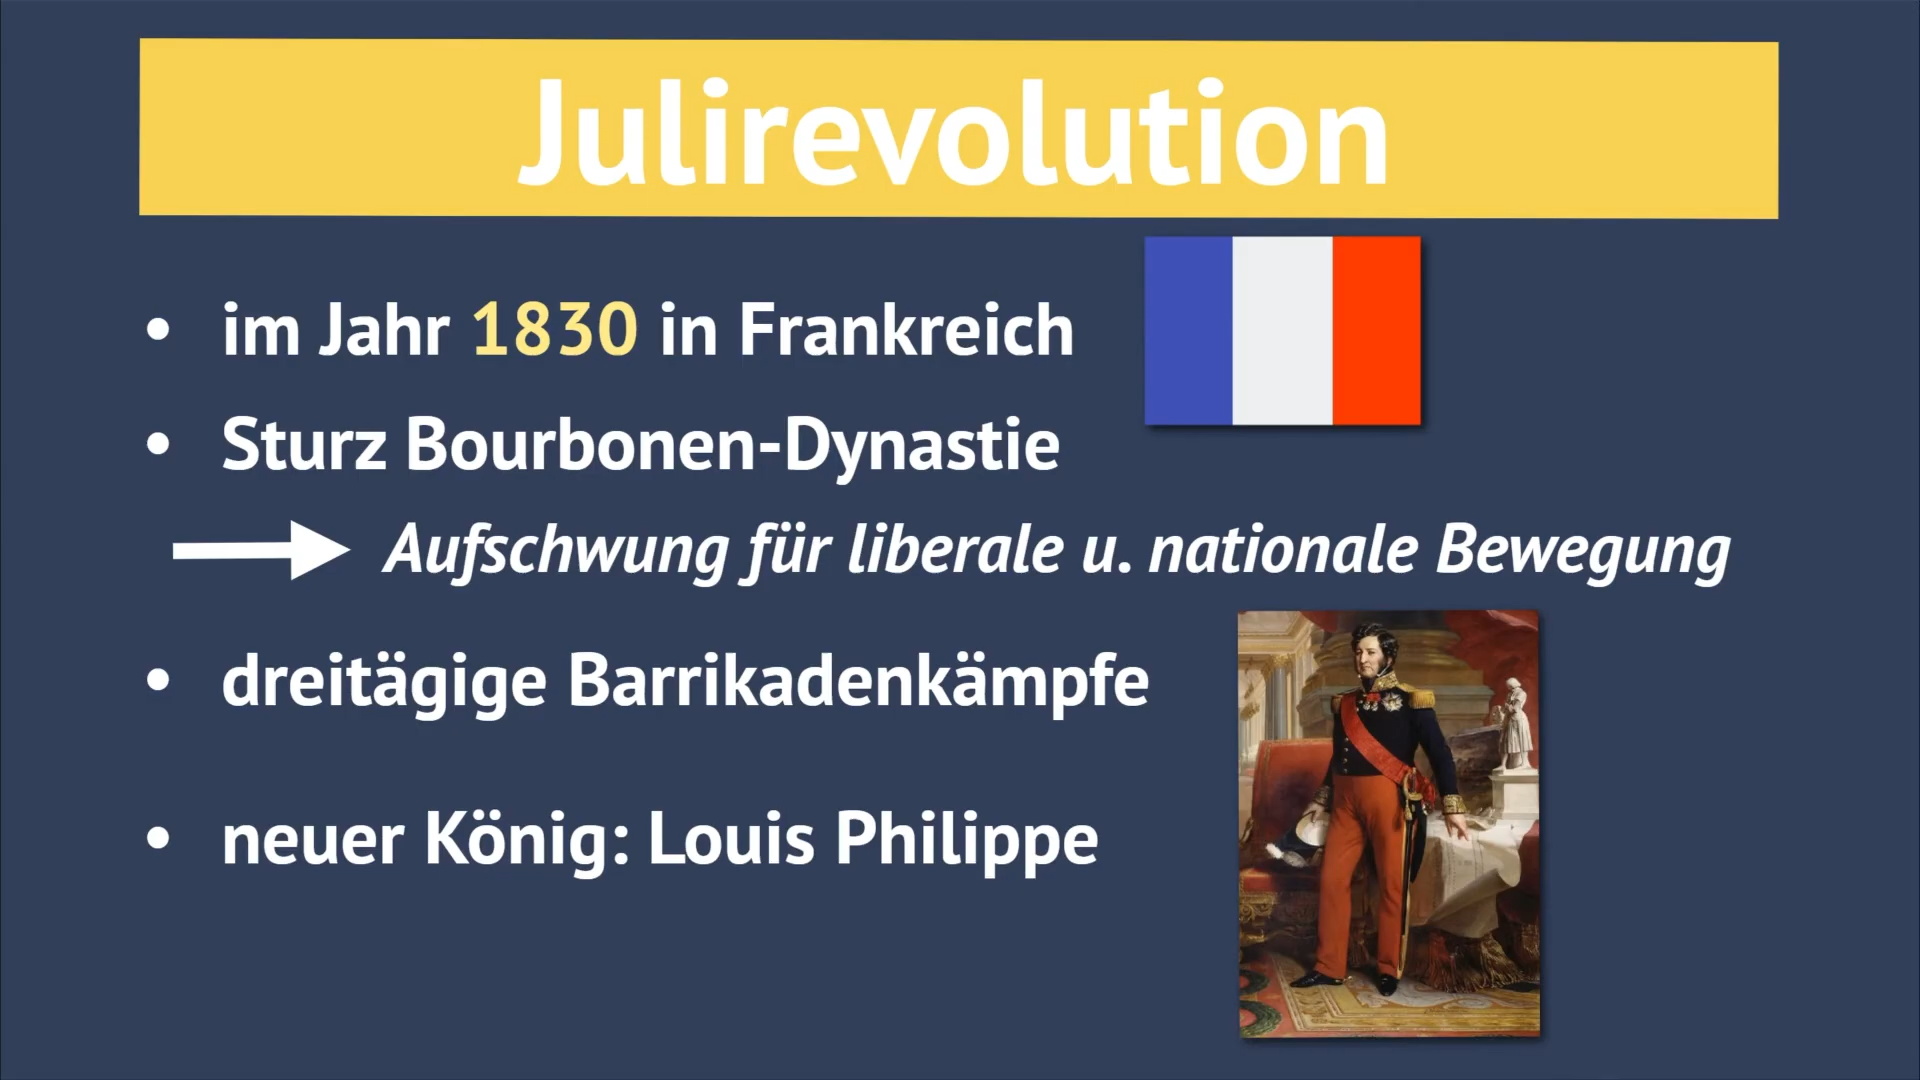 Julirevolution
• im Jahr 1830 in Frankreich
• Sturz Bourbonen-Dynastie
Aufschwung für liberale u. nationale Bewegung
• dreitägige Barrikadenkämpfe
• neuer König: Louis Philippe